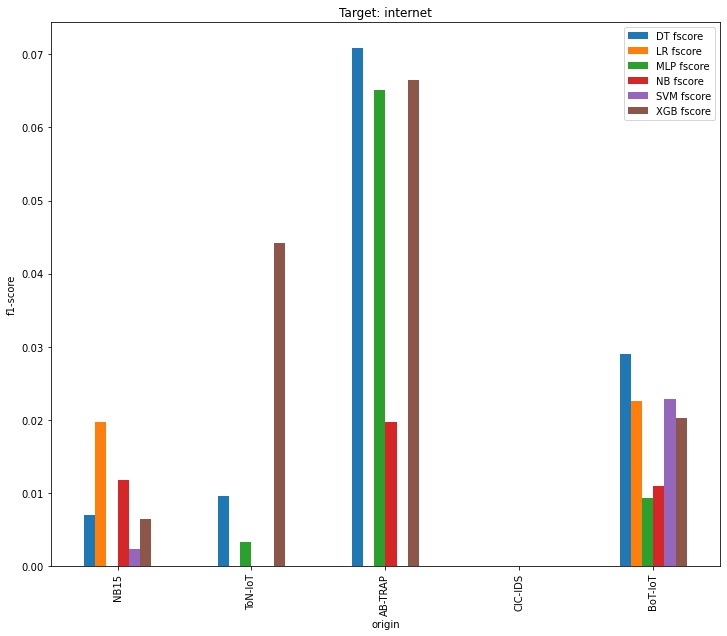 Target: internet
DT fscore
LR fscore
MLP fscore
NB fscore
SVM fscore
XGB fscore
f1-score
0.07
0.06
0.05
0.04
0.03
0.02
0.01
0.00
NB15
ToN-IoT
AB-TRAP
CIC-IDS
BoT-IoT
origin